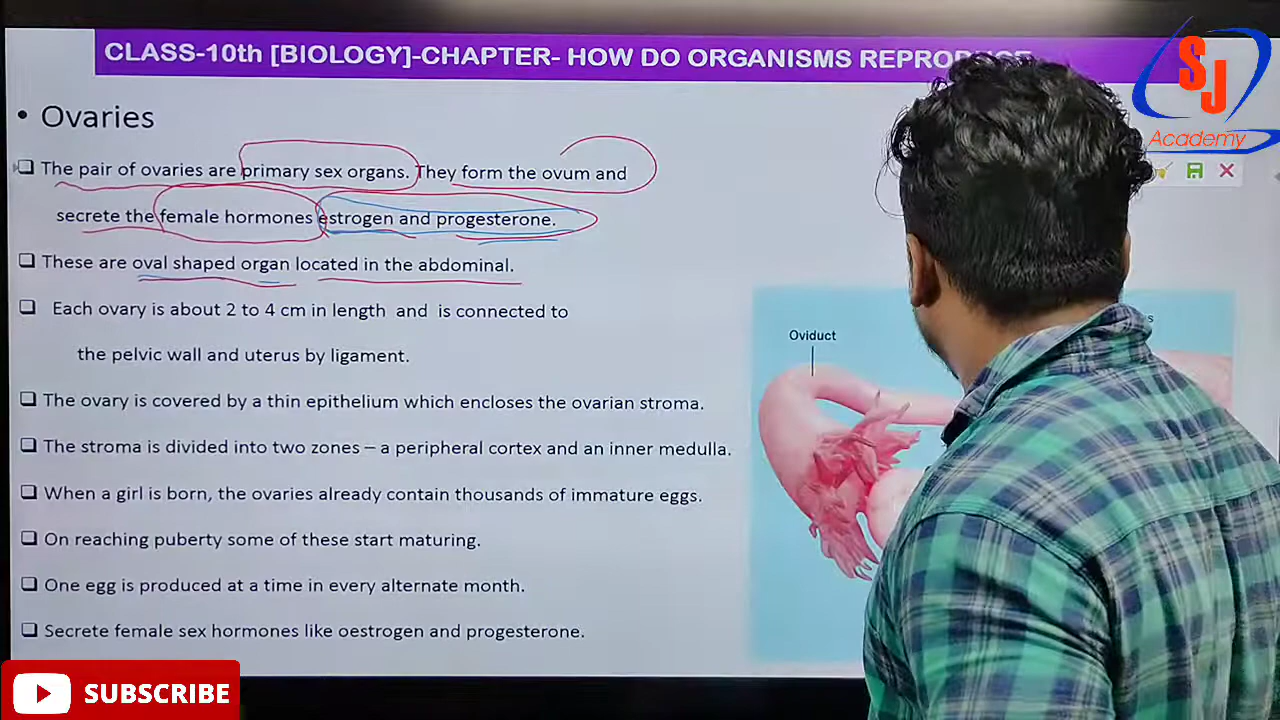 CLASS-10th [BIOLOGY]-CHAPTER- HOW DO ORGANISMS
SJ
Academy
• Ovaries
The pair of ovaries are primary sex organs. They form the ovum and
secrete the female hormones estrogen and progesterone.
These are oval shaped organ located in the abdominal.
Each ovary is about 2 to 4 cm in length and is connected to
the pelvic wall and uterus by ligament.
The ovary is covered by a thin epithelium which encloses the ovarian stroma.
The stroma is divided into two zones – a peripheral cortex and an inner medulla.
When a girl is born, the ovaries already contain thousands of immature eggs.
On reaching puberty some of these start maturing.
One egg is produced at a time in every alternate month.
Secrete female sex hormones like oestrogen and progesterone.
Oviduct
SUBSCRIBE